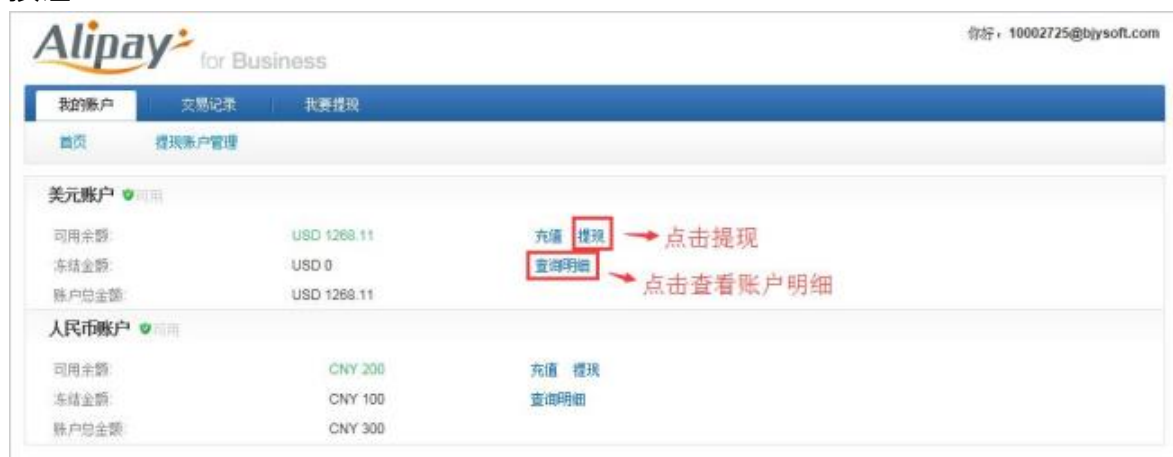 Alipay for Business
你好，10002725@bjysoft.com
我的账户 交易记录 我要提现
首页 提现账户管理
美元账户 可用
可用余额: USD 1268.11 充值 提现 点击提现
冻结金额: USD 0 查询明细 点击查看账户明细
账户总金额: USD 1268.11
人民币账户 可用
可用余额: CNY 200 充值 提现
冻结金额: CNY 100 查询明细
账户总金额: CNY 300